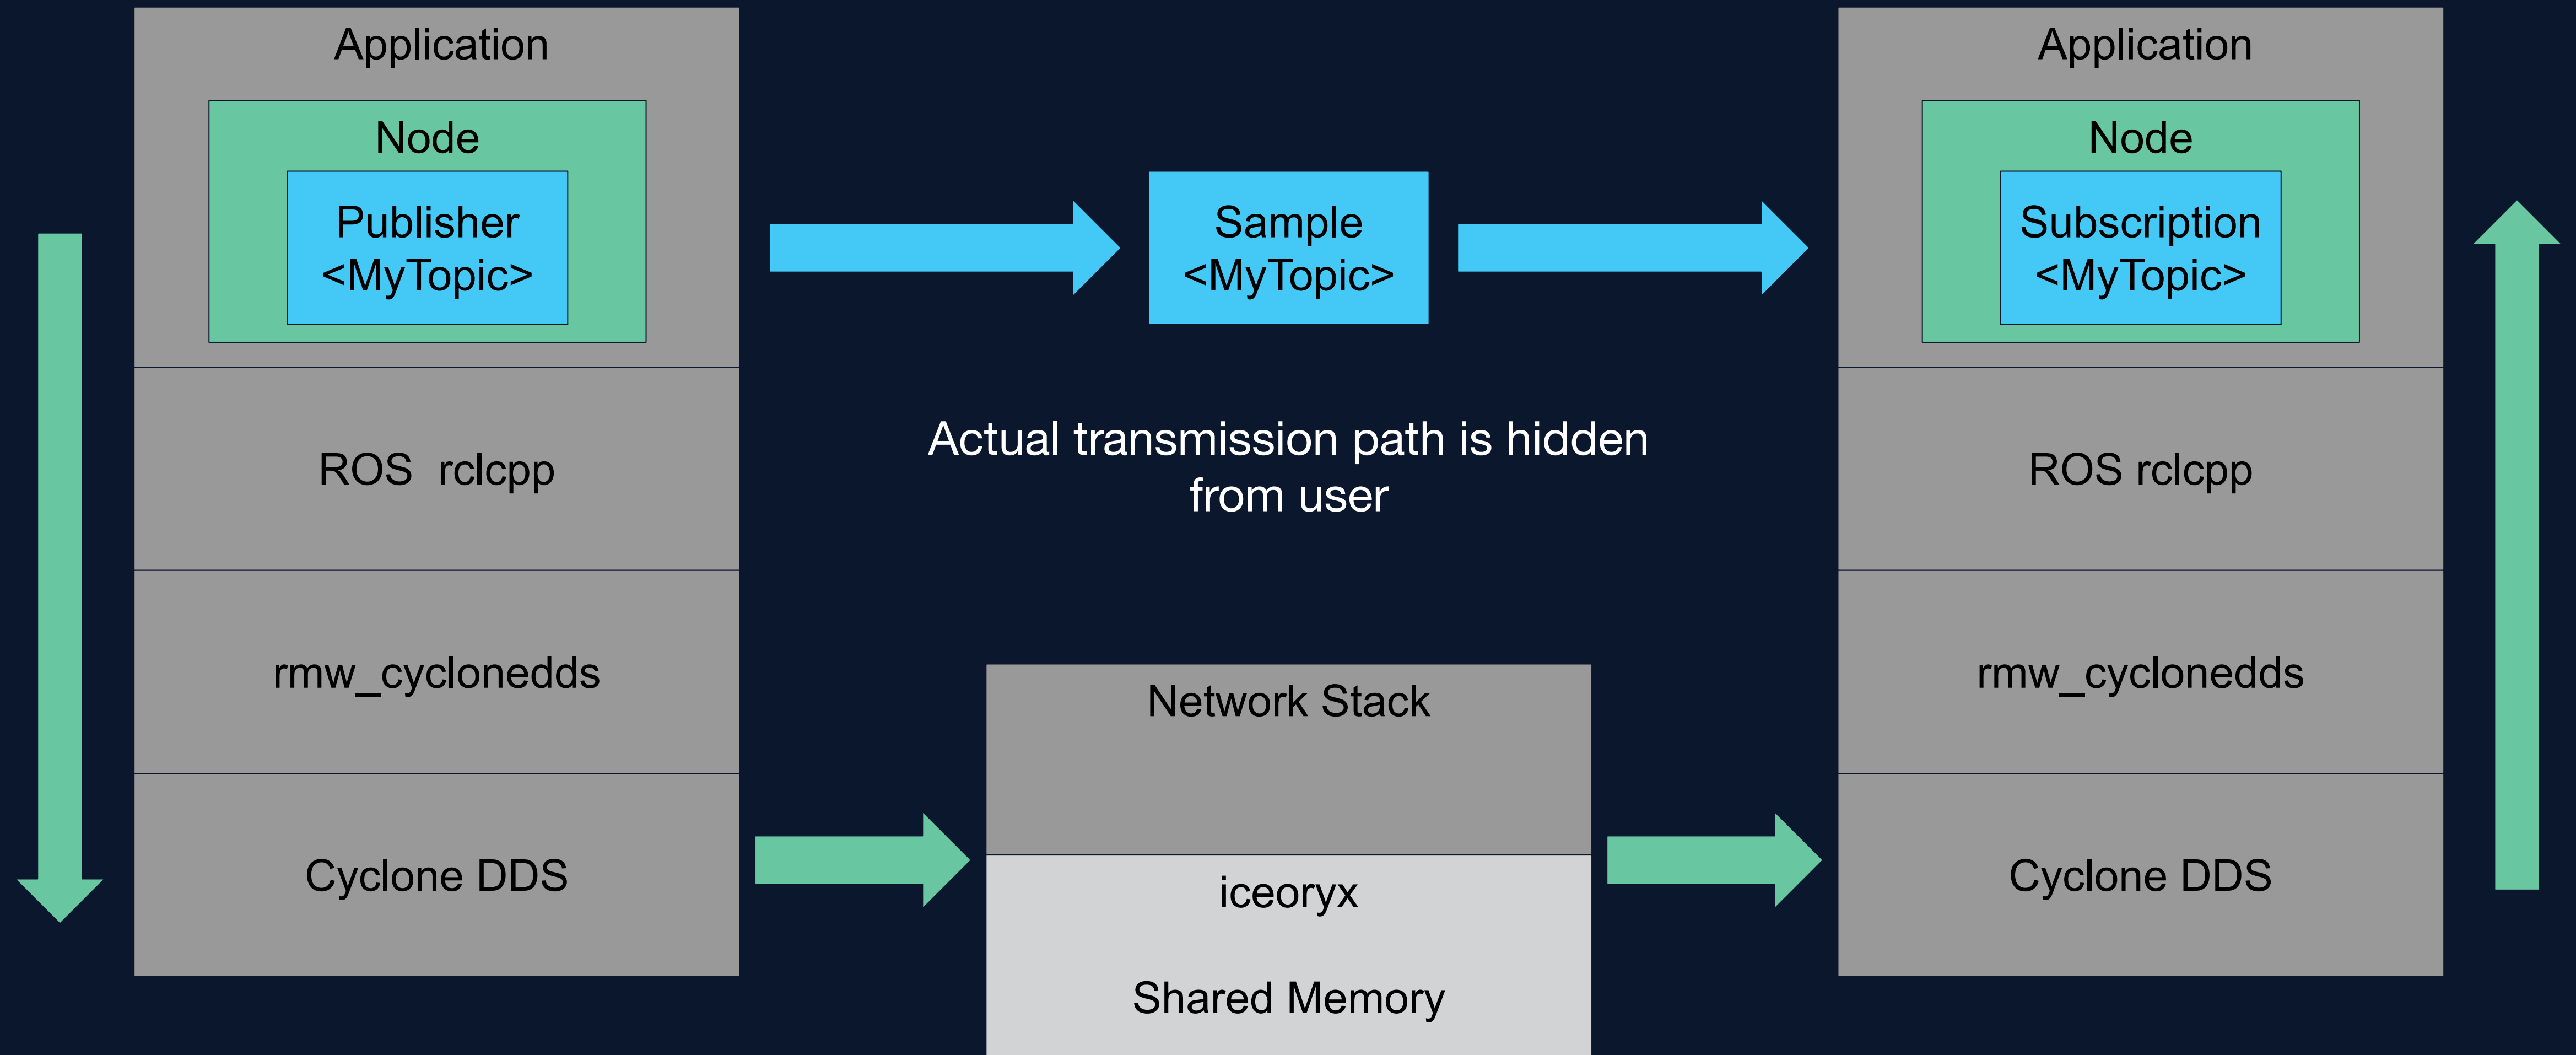 Application
Node
Publisher
<MyTopic>
ROS  rclcpp
rmw_cyclonedds
Cyclone DDS
Sample
<MyTopic>
Actual transmission path is hidden
from user
Network Stack
iceoryx
Shared Memory
Application
Node
Subscription
<MyTopic>
ROS rclcpp
rmw_cyclonedds
Cyclone DDS